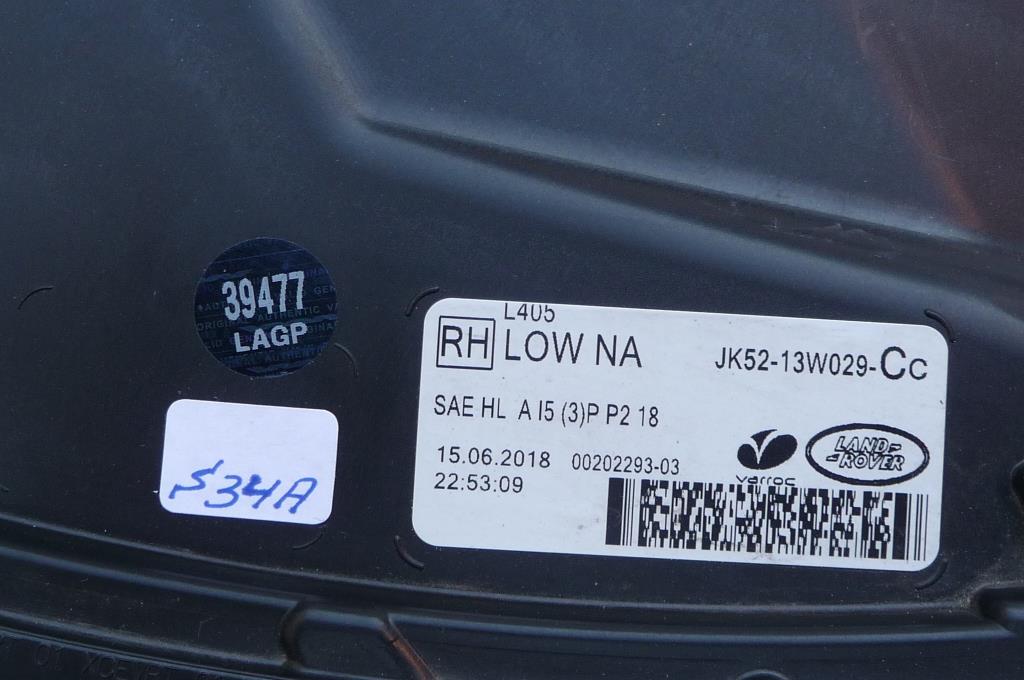 39477
LAGP
S34A
L405
RH LOW NA
JK52-13W029-CC
SAE HL A I5 (3)P P2 18
15.06.2018 00202293-03
22:53:09
varroc
LAND-
-ROVER